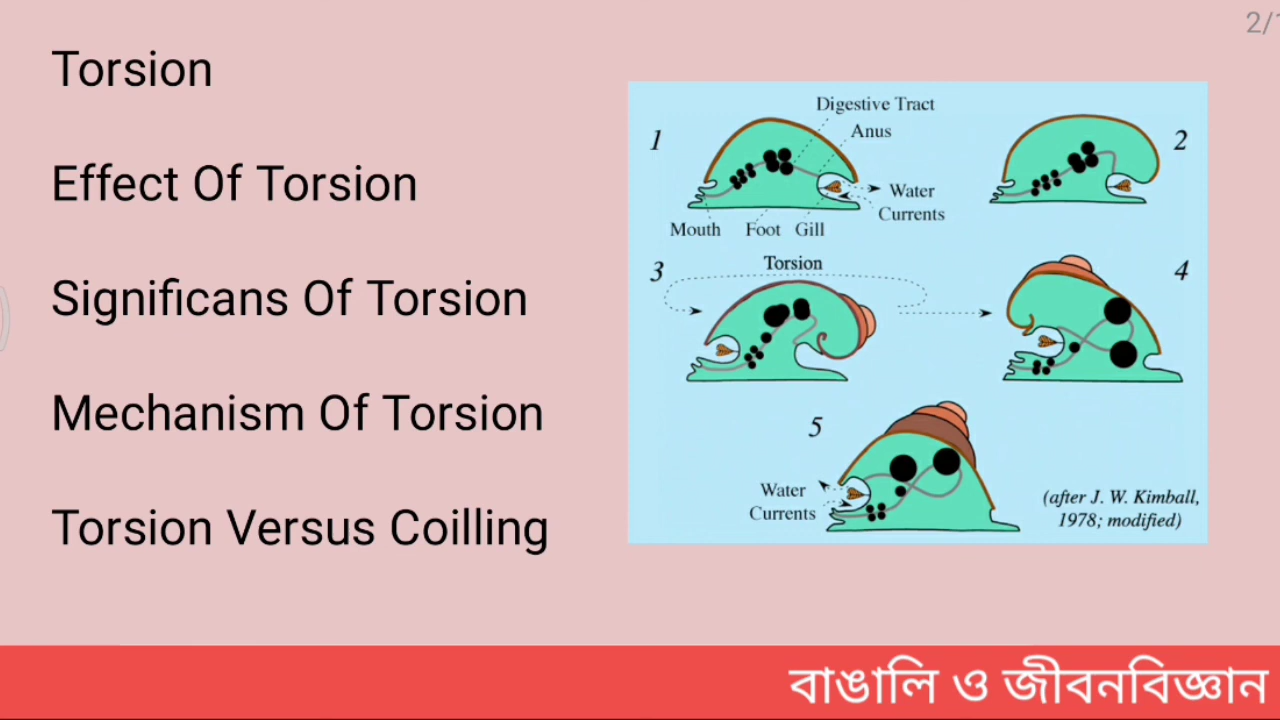 2/
Torsion
Effect Of Torsion
Significans Of Torsion
Mechanism Of Torsion
Torsion Versus Coilling
Digestive Tract
1
Anus
2
Water
Currents
Mouth Foot Gill
3
Torsion
4
5
Water
Currents
(after J. W. Kimball,
1978; modified)
বাঙালি ও জীবনবিজ্ঞান